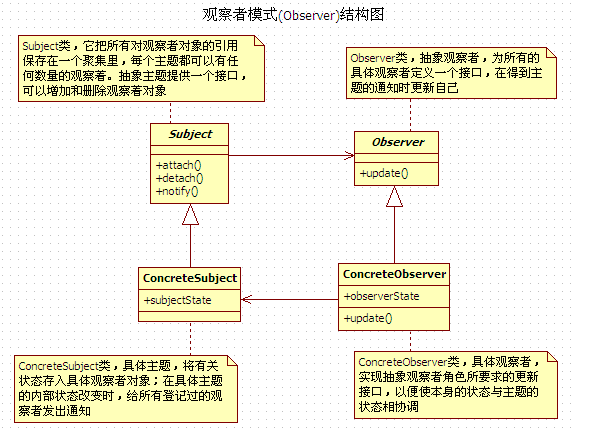 观察者模式(Observer)结构图
Subject类，它把所有对观察者对象的引用
保存在一个聚集里，每个主题都可以有任
何数量的观察着。抽象主题提供一个接口，
可以增加和删除观察着对象
Observer类，抽象观察者，为所有的
具体观察者定义一个接口，在得到主
题的通知时更新自己
Subject
+attach()
+detach()
+notify()
Observer
+update()
ConcreteSubject
+subjectState
ConcreteObserver
+observerState
+update()
ConcreteSubject类，具体主题，将有关
状态存入具体观察者对象；在具体主题
的内部状态改变时，给所有登记过的观
察者发出通知
ConcreteObserver类，具体观察者，
实现抽象观察者角色所要求的更新
接口，以便使本身的状态与主题的
状态相协调